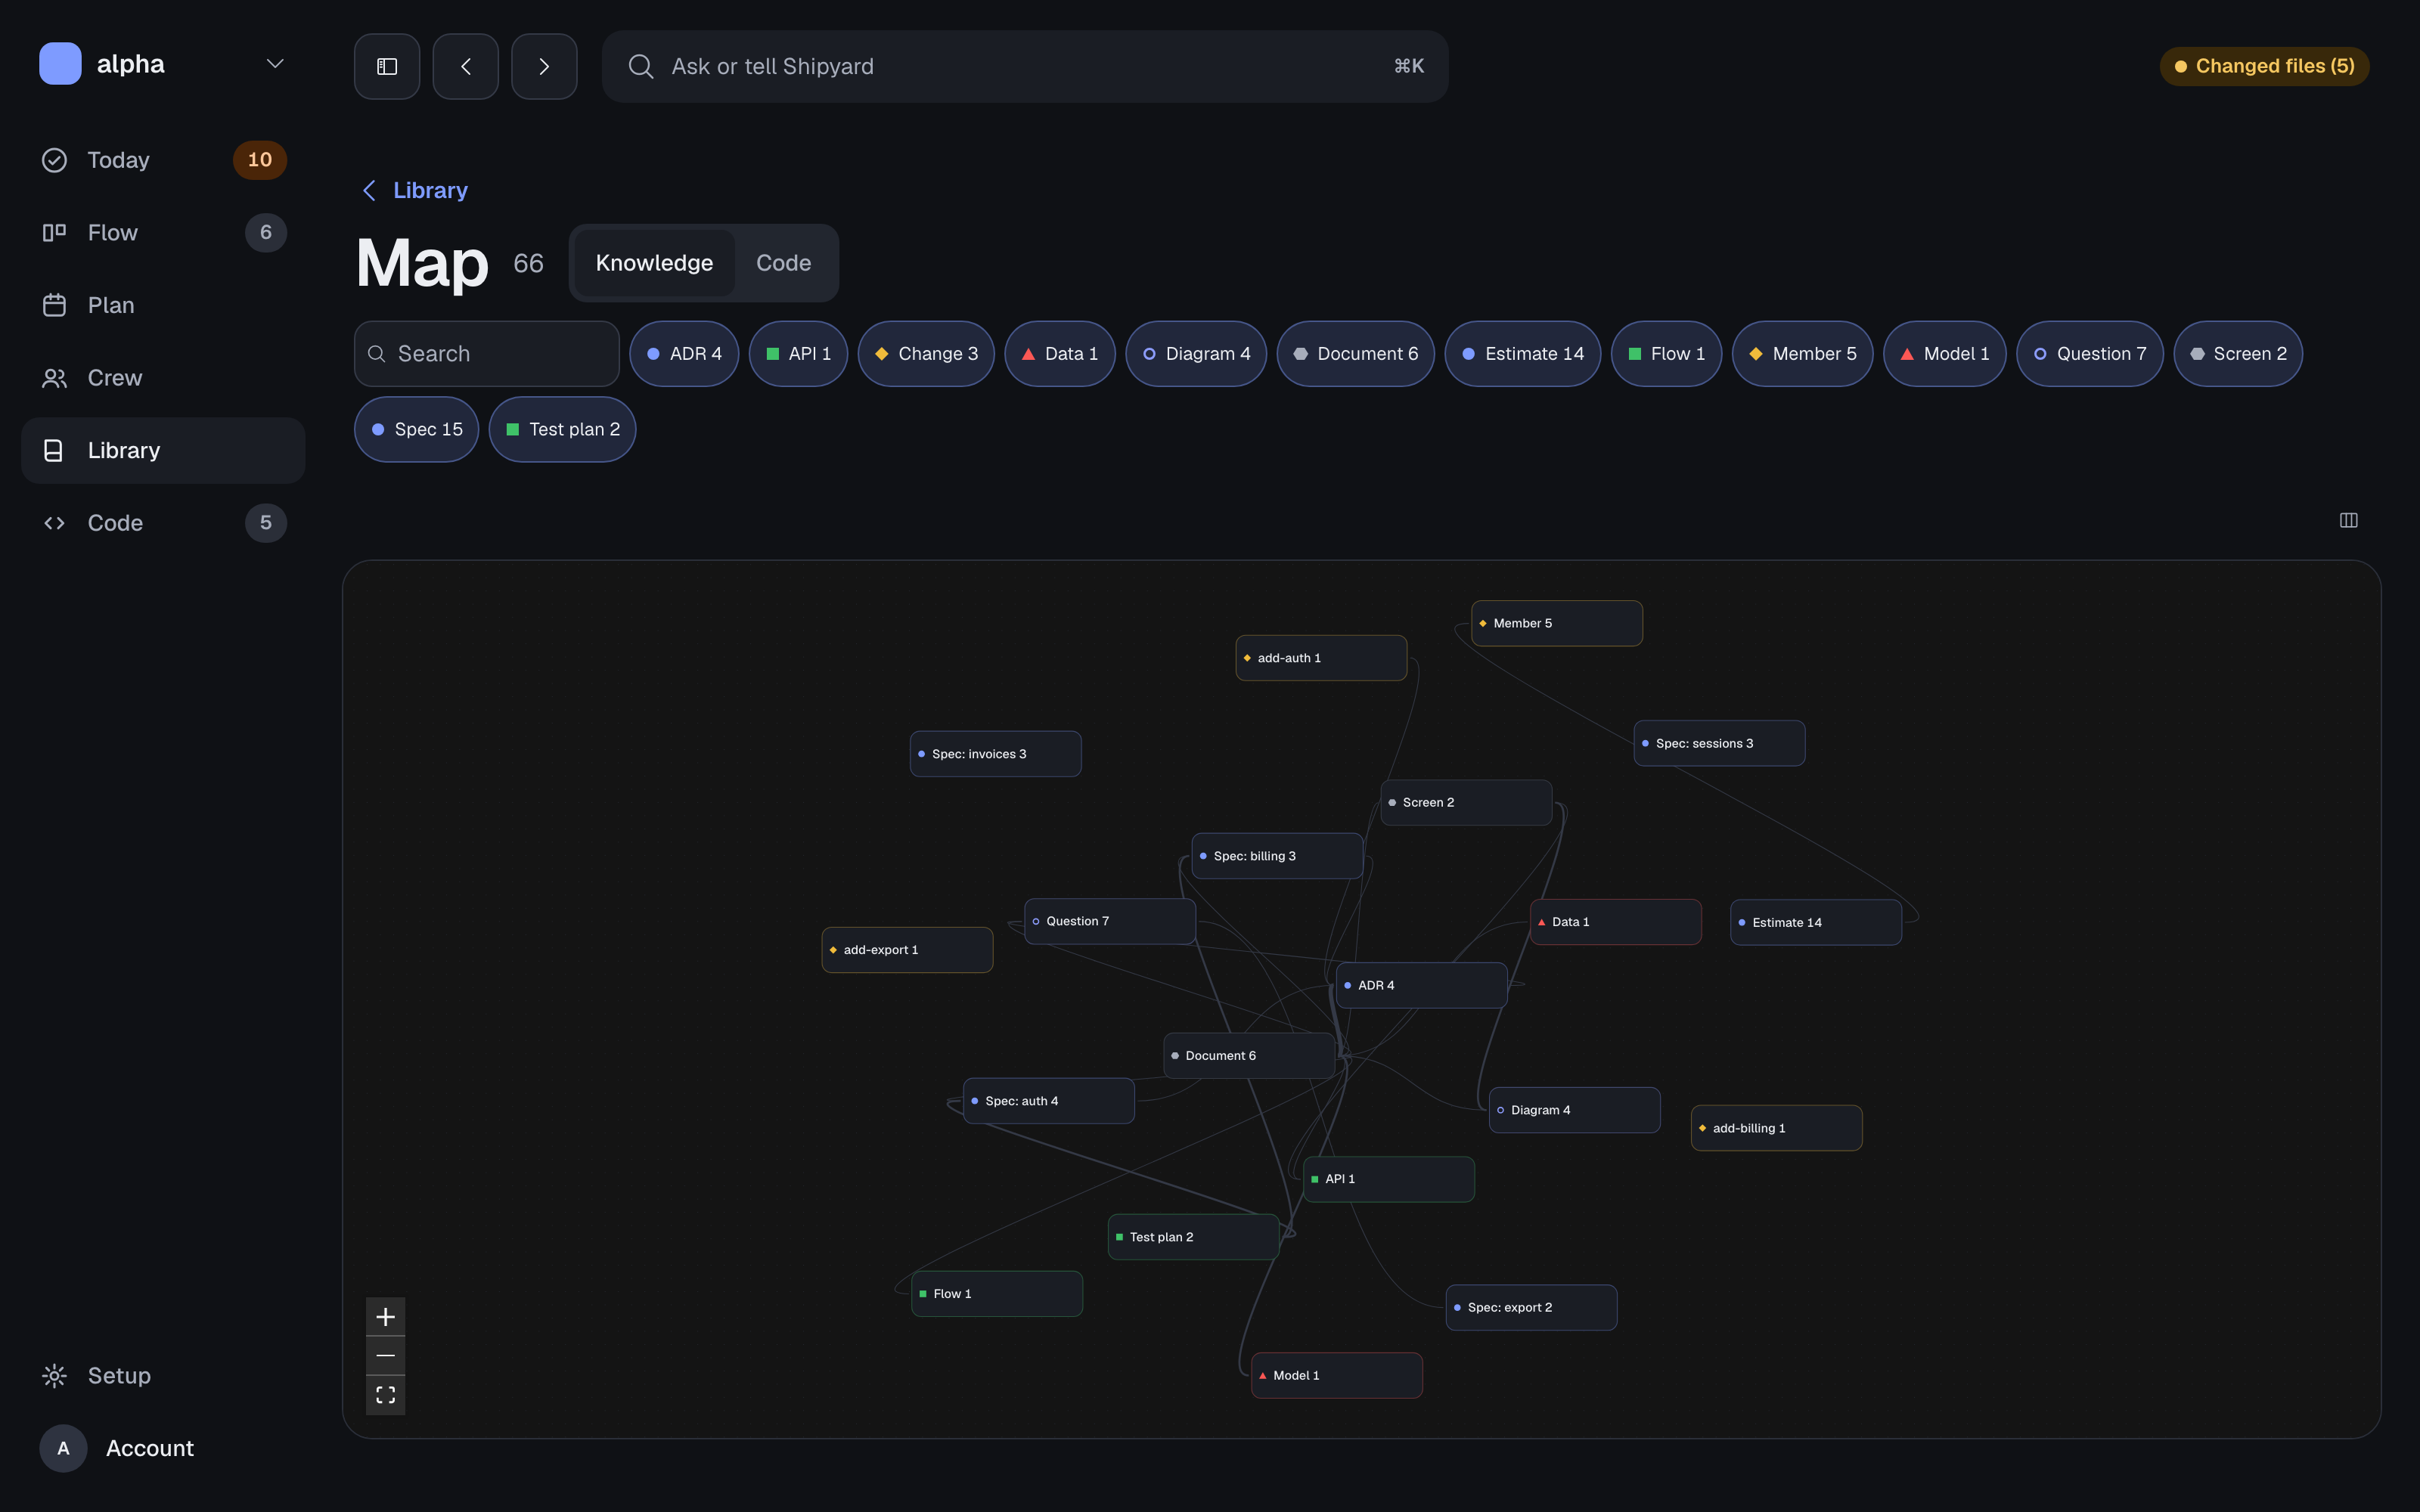 alpha
Ask or tell Shipyard ⌘K
Changed files (5)
Today 10
Flow 6
Plan
Crew
Library
Code 5
Setup
A Account
Library
Map 66 Knowledge Code
Search ADR 4 API 1 Change 3 Data 1 Diagram 4 Document 6 Estimate 14 Flow 1 Member 5 Model 1 Question 7 Screen 2
Spec 15 Test plan 2
Member 5
add-auth 1
Spec: sessions 3
Spec: invoices 3
Screen 2
Spec: billing 3
Question 7
Data 1
Estimate 14
add-export 1
ADR 4
Document 6
Spec: auth 4
Diagram 4
add-billing 1
API 1
Test plan 2
Flow 1
Spec: export 2
Model 1